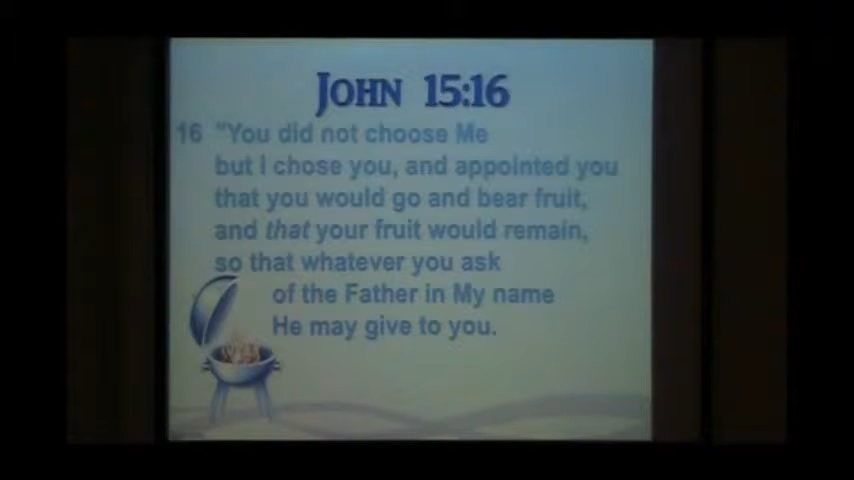 JOHN 15:16
16 "You did not choose Me
but I chose you, and appointed you
that you would go and bear fruit,
and that your fruit would remain,
so that whatever you ask
of the Father in My name
He may give to you.